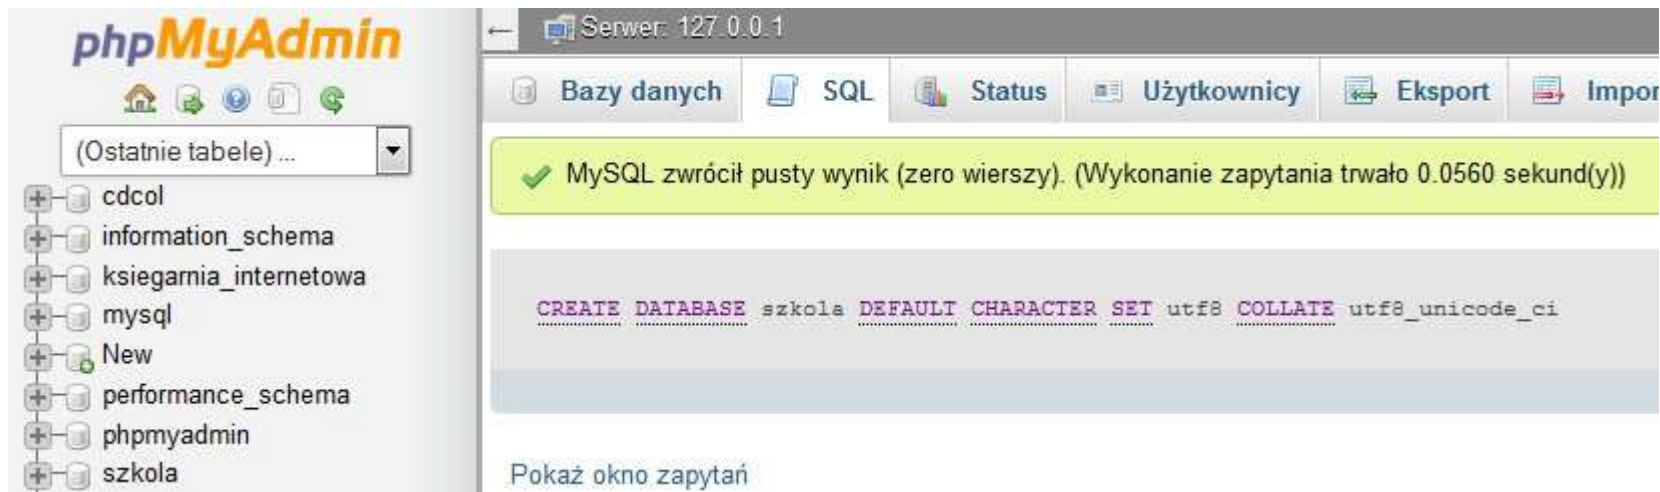 phpMyAdmin
(Ostatnie tabele) ...
cdcol
information_schema
ksiegarnia_internetowa
mysql
New
performance_schema
phpmyadmin
szkola
Serwer: 127.0.0.1
Bazy danych SQL Status Użytkownicy Eksport Impor
MySQL zwrócił pusty wynik (zero wierszy). (Wykonanie zapytania trwało 0.0560 sekund(y))
CREATE DATABASE szkola DEFAULT CHARACTER SET utf8 COLLATE utf8_unicode_ci
Pokaż okno zapytań